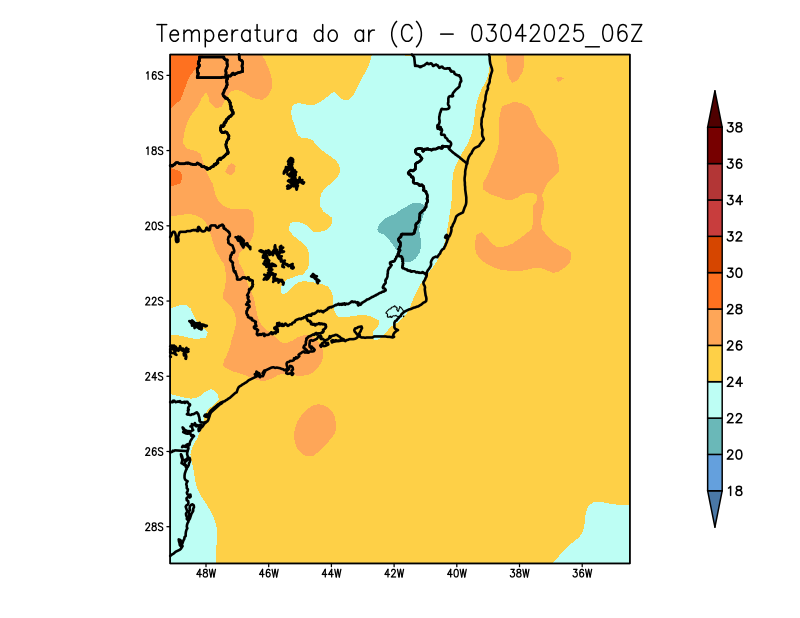 Temperatura do ar (C) – 03042025_06Z
16S
18S
20S
22S
24S
26S
28S
48W 46W 44W 42W 40W 38W 36W
38
36
34
32
30
28
26
24
22
20
18